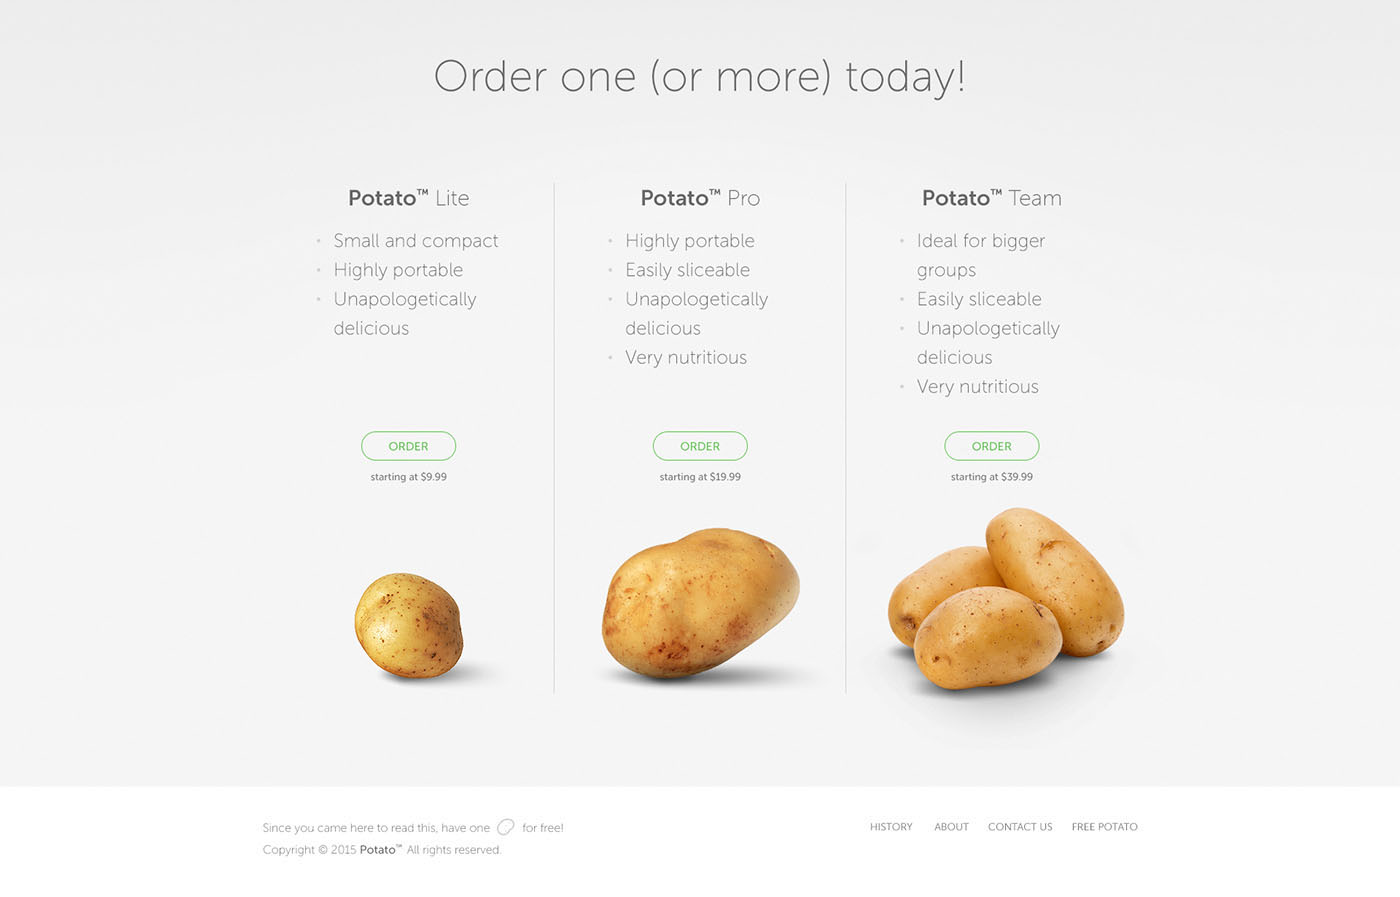 Order one (or more) today!
Potato™ Lite
Small and compact
Highly portable
Unapologetically
delicious
ORDER
starting at $9.99
Potato™ Pro
Highly portable
Easily sliceable
Unapologetically
delicious
Very nutritious
ORDER
starting at $19.99
Potato™ Team
Ideal for bigger
groups
Easily sliceable
Unapologetically
delicious
Very nutritious
ORDER
starting at $39.99
Since you came here to read this, have one for free!
Copyright © 2015 Potato™ All rights reserved.
HISTORY ABOUT CONTACT US FREE POTATO